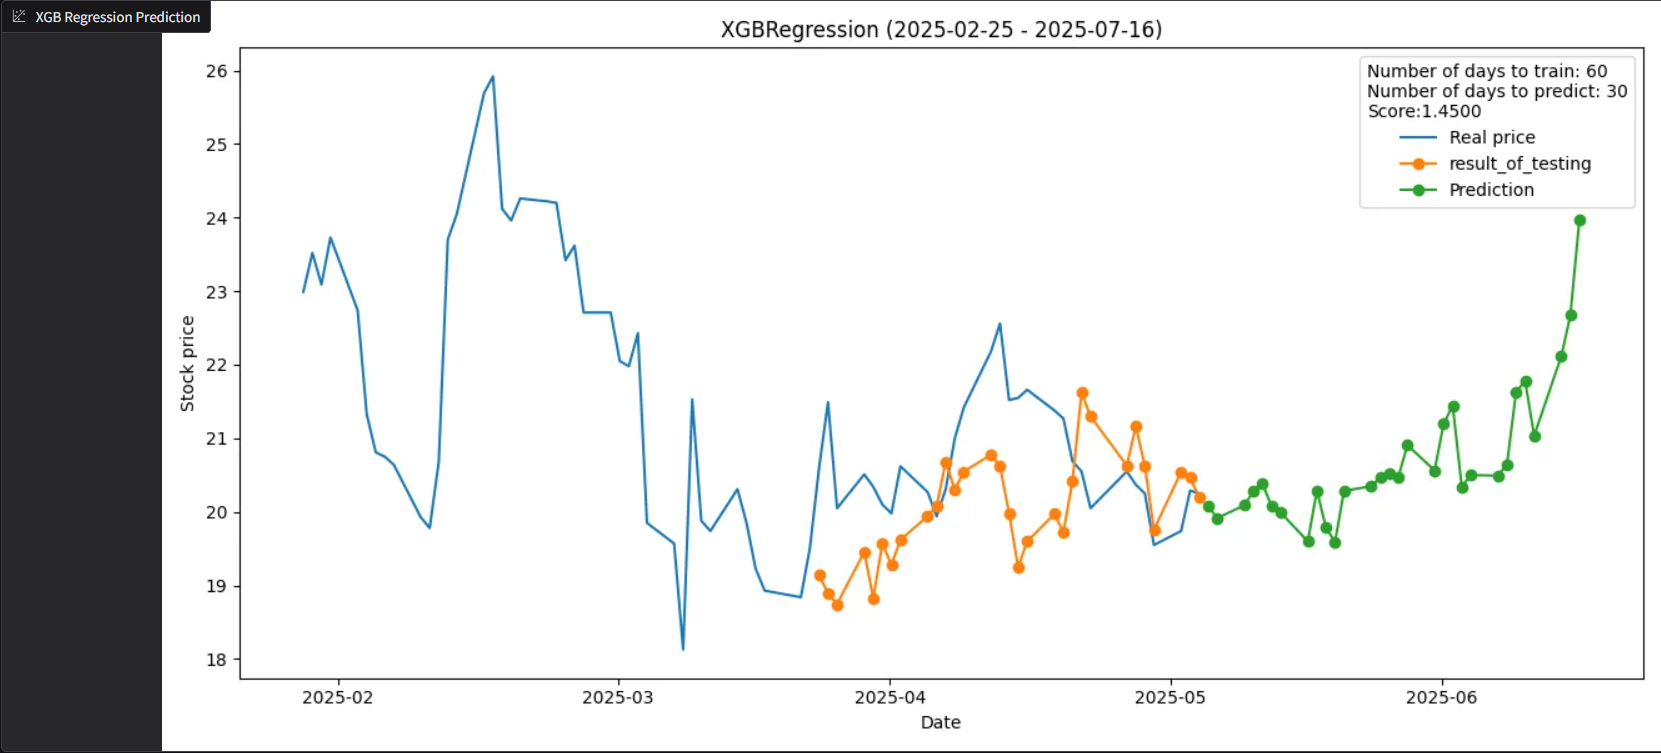 XGB Regression Prediction
XGBRegression (2025-02-25 - 2025-07-16)
Number of days to train: 60
Number of days to predict: 30
Score:1.4500
Real price
result_of_testing
Prediction
Stock price
26
25
24
23
22
21
20
19
18
2025-02
2025-03
2025-04
2025-05
2025-06
Date